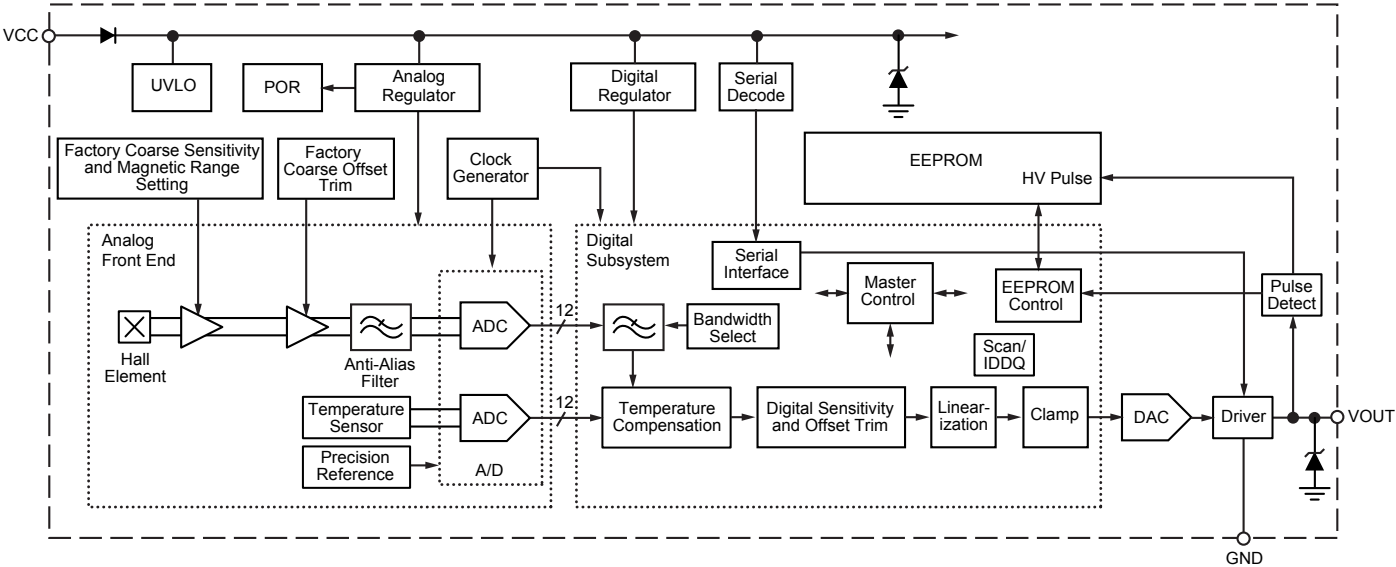 VCC
UVLO
POR
Analog
Regulator
Digital
Regulator
Serial
Decode
Factory Coarse Sensitivity
and Magnetic Range
Setting
Factory
Coarse Offset
Trim
Clock
Generator
EEPROM
HV Pulse
Analog
Front End
Digital
Subsystem
Serial
Interface
Master
Control
EEPROM
Control
Pulse
Detect
Hall
Element
Anti-Alias
Filter
ADC
12
Bandwidth
Select
Scan/
IDDQ
Temperature
Sensor
ADC
12
Temperature
Compensation
Digital Sensitivity
and Offset Trim
Linear-
ization
Clamp
DAC
Driver
VOUT
Precision
Reference
A/D
GND